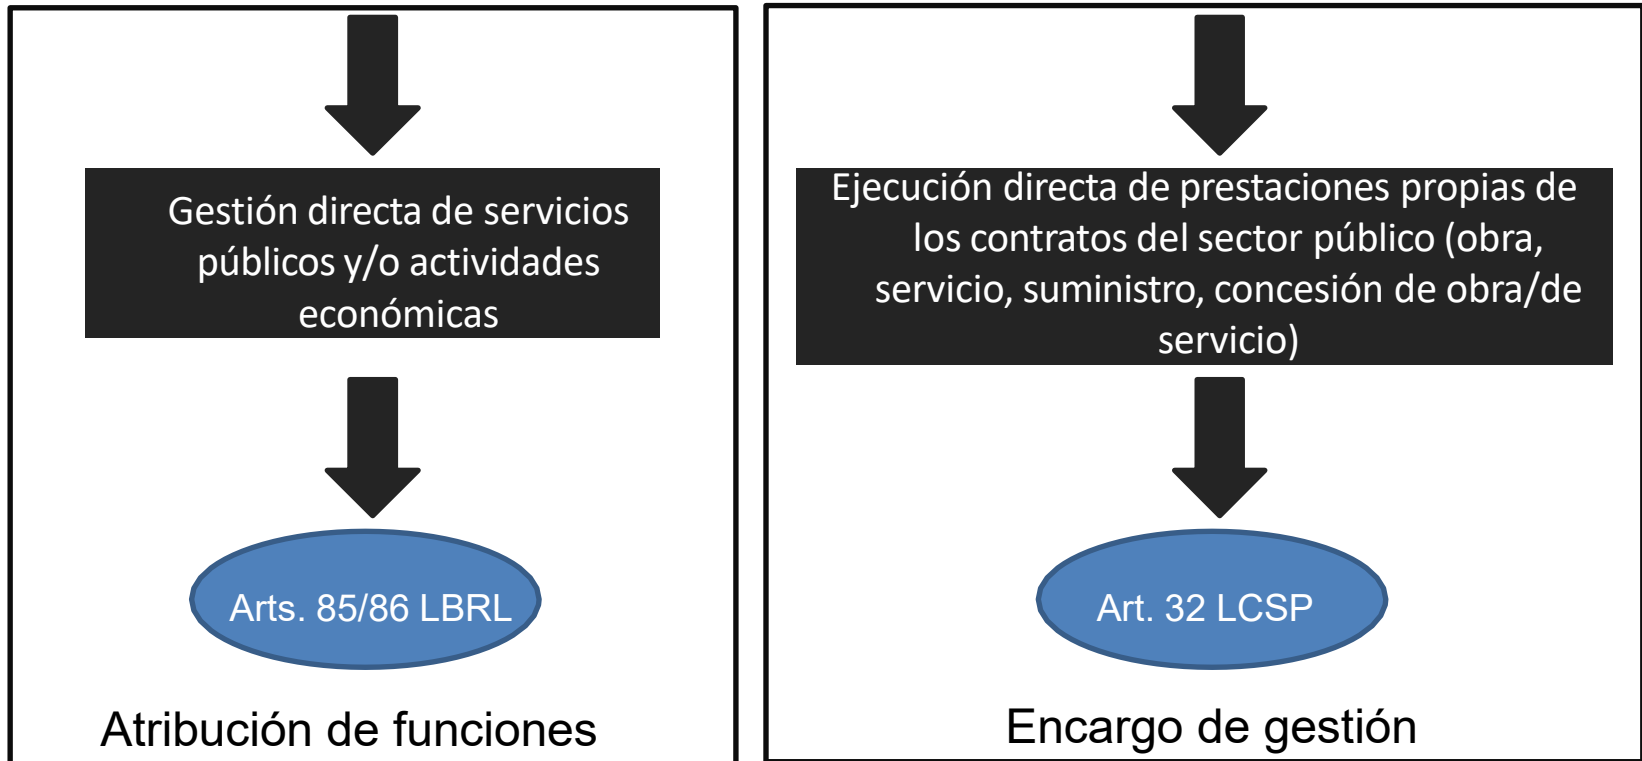 Gestión directa de servicios
públicos y/o actividades
económicas
Arts. 85/86 LBRL
Atribución de funciones
Ejecución directa de prestaciones propias de
los contratos del sector público (obra,
servicio, suministro, concesión de obra/de
servicio)
Art. 32 LCSP
Encargo de gestión